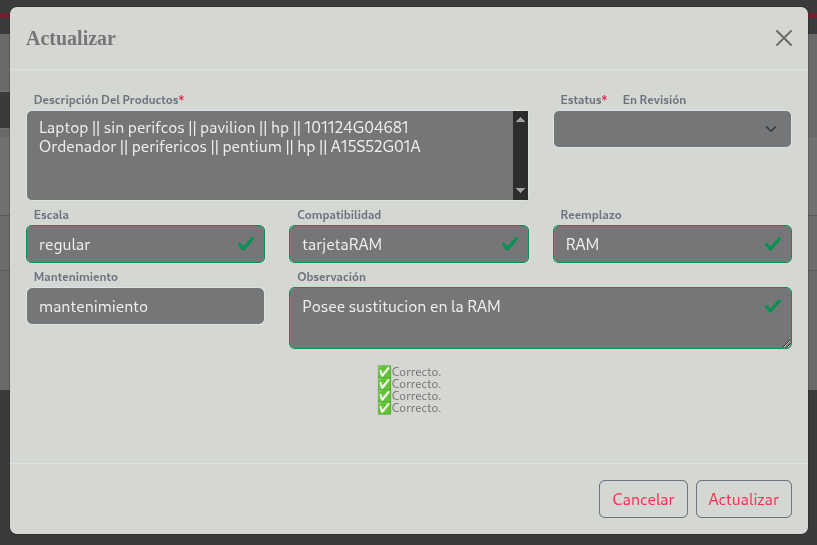 Actualizar
Descripción Del Productos*
Estatus* En Revisión
Laptop || sin perifcos || pavilion || hp || 101124G04681
Ordenador || perifericos || pentium || hp || A15S52G01A
Escala
Compatibilidad
Reemplazo
regular
tarjetaRAM
RAM
Mantenimiento
Observación
mantenimiento
Posee sustitucion en la RAM
✅Correcto.
✅Correcto.
✅Correcto.
✅Correcto.
Cancelar
Actualizar